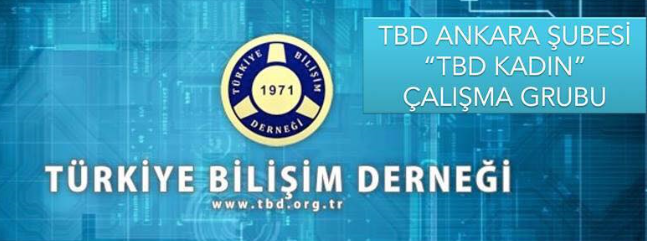 TBD ANKARA ŞUBESİ
“TBD KADIN”
ÇALIŞMA GRUBU
TÜRKİYE BİLİŞİM
1971
DERNEĞİ
TÜRKİYE BİLİŞİM DERNEĞİ
www.tbd.org.tr